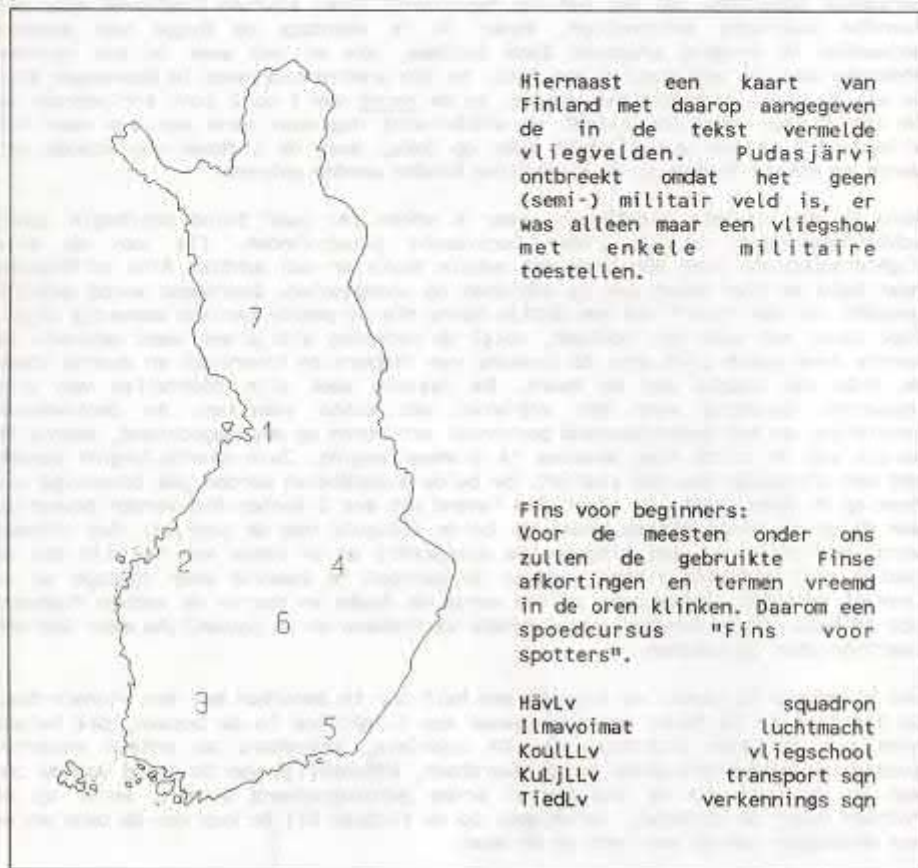 Hiernaast een kaart van
Finland met daarop aangegeven
de in de tekst vermelde
vliegvelden. Pudasjärvi
ontbreekt omdat het geen
(semi-) militair veld is, er
was alleen maar een vliegshow
met enkele militaire
toestellen.
7
1
2
4
6
3
5
Fins voor beginners:
Voor de meesten onder ons
zullen de gebruikte Finse
afkortingen en termen vreemd
in de oren klinken. Daarom een
spoedcursus "Fins voor
spotters".
HävLv squadron
Ilmavoimat luchtmacht
KoulLLv vliegschool
KuljLLv transport sqn
TiedLv verkennings sqn